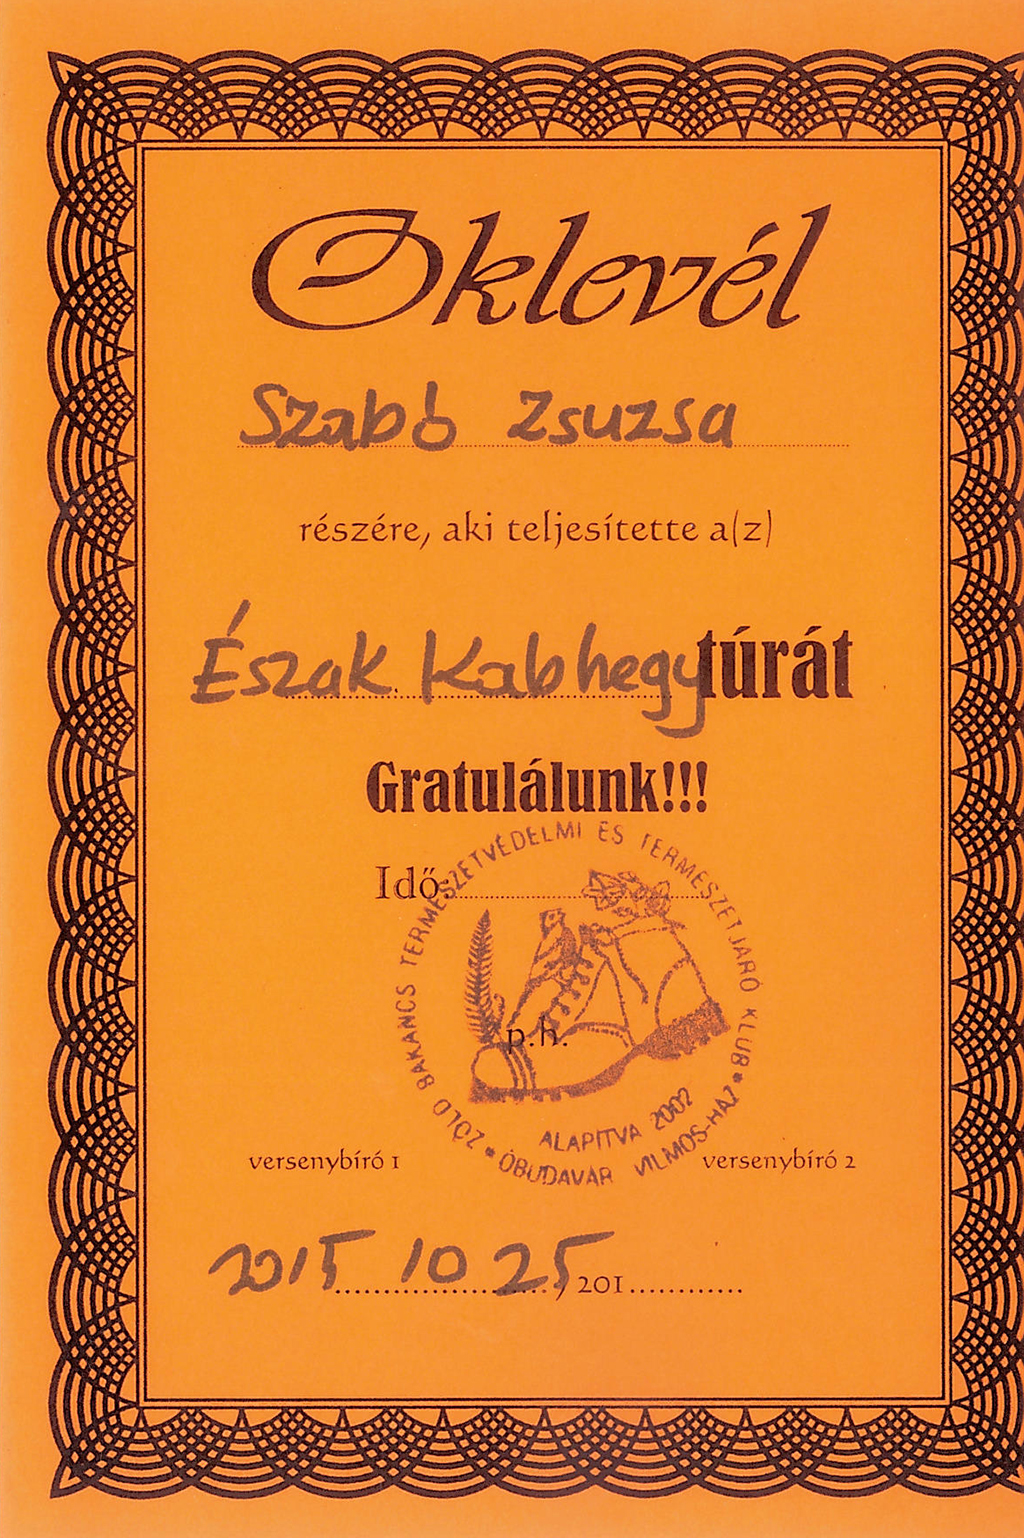 Oklevél
Szabó Zsuzsa
részére, aki teljesítette a(z)
Észak Kabhegy túrát
Gratulálunk!!!
Idő:
ZÖLD BAKANCS TERMÉSZETVÉDELMI ÉS TERMÉSZETJÁRÓ KLUB •
ALAPÍTVA 2002
• ÓBUDAVÁR VILMOS-HÁZ
p.h.
versenybíró 1 versenybíró 2
2015 10 25, 201